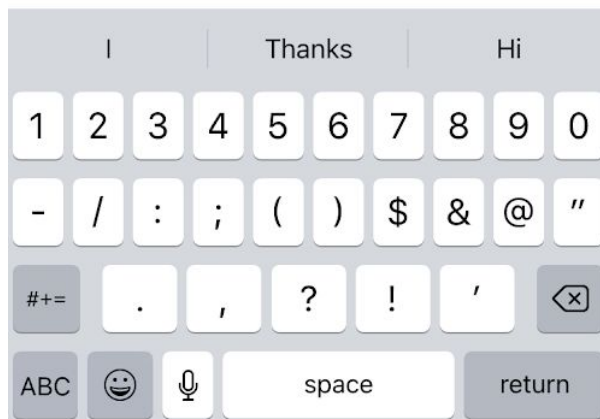 I Thanks Hi
1 2 3 4 5 6 7 8 9 0
- / : ; ( ) $ & @ "
#+= . , ? ! '
ABC space return